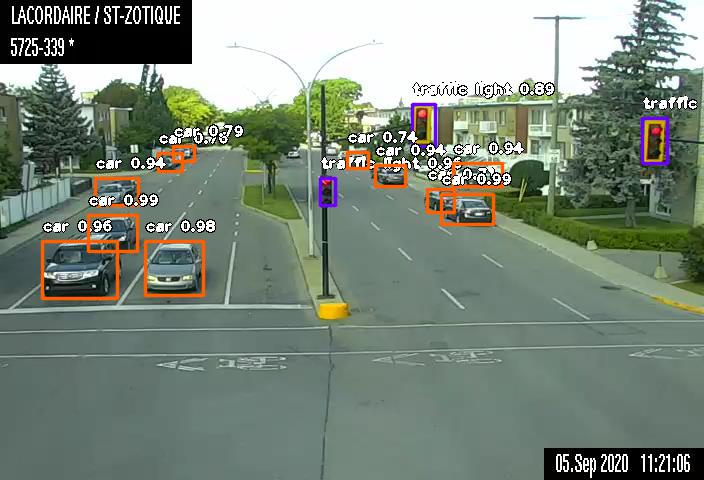 LACORDAIRE / ST-ZOTIQUE
5725-339 *
traffic light 0.89
traffic
car 0.79
car 0.74
car 0.94
car 0.94
car 0.94
car 0.99
car 0.99
car 0.96
car 0.98
05.Sep 2020 11:21:06